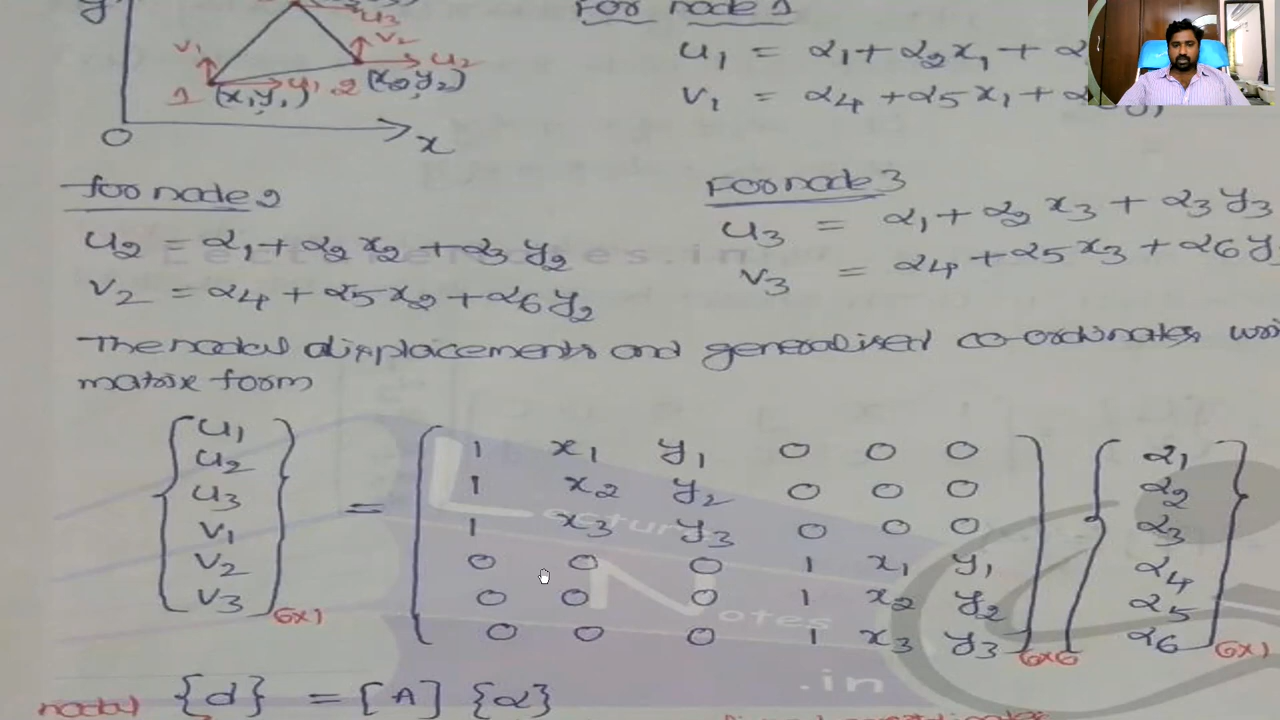 u3
v1 v2 u2
1 (x1,y1) u1 2 (x2,y2)
O x
For node 1
u1 = α1+α2x1 + α
v1 = α4 +α5x1 + α6y1
for node 2
u2 = α1+α2x2+α3y2
v2 = α4+α5x2+α6y2
For node 3
u3 = α1+α2x3+α3y3
v3 = α4+α5x3+α6y
The nodal displacements and generalised co-ordinates
matrix form
{u1 u2 u3 v1 v2 v3}6x1 =
[1 x1 y1 0 0 0
1 x2 y2 0 0 0
1 x3 y3 0 0 0
0 0 0 1 x1 y1
0 0 0 1 x2 y2
0 0 0 1 x3 y3]6x6
{α1 α2 α3 α4 α5 α6}6x1
nodal {d} = [A] {α}
Lecture
Notes
.in